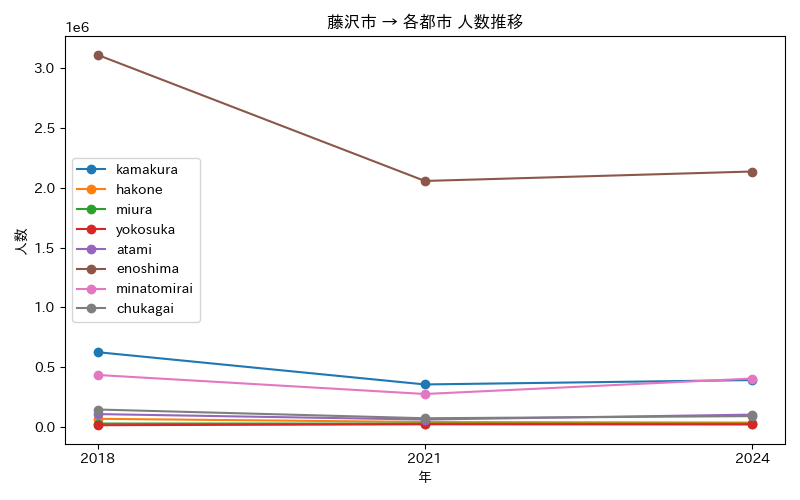 藤沢市 → 各都市 人数推移
1e6
3.0
2.5
2.0
1.5
1.0
0.5
0.0
人数
kamakura
hakone
miura
yokosuka
atami
enoshima
minatomirai
chukagai
2018
2021
2024
年